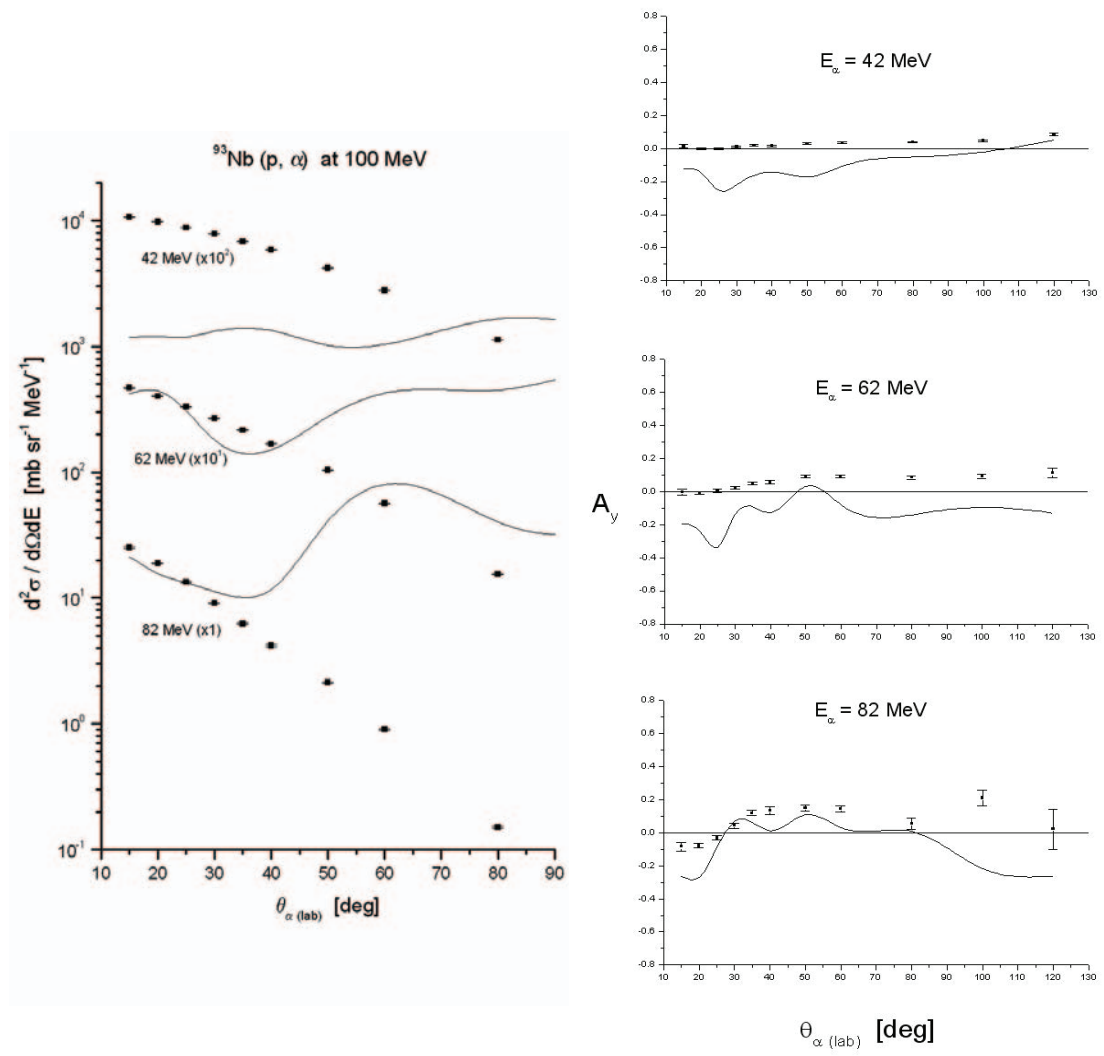 ⁹³Nb (p, α) at 100 MeV
d²σ / dΩdE [mb sr⁻¹ MeV⁻¹]
10⁴
10³
10²
10¹
10⁰
10⁻¹
42 MeV (x10²)
62 MeV (x10¹)
82 MeV (x1)
10 20 30 40 50 60 70 80 90
θα (lab) [deg]
Eα = 42 MeV
0.8
0.6
0.4
0.2
0.0
-0.2
-0.4
-0.6
-0.8
10 20 30 40 50 60 70 80 90 100 110 120 130
Eα = 62 MeV
Ay
0.8
0.6
0.4
0.2
0.0
-0.2
-0.4
-0.6
-0.8
10 20 30 40 50 60 70 80 90 100 110 120 130
Eα = 82 MeV
0.8
0.6
0.4
0.2
0.0
-0.2
-0.4
-0.6
-0.8
10 20 30 40 50 60 70 80 90 100 110 120 130
θα (lab) [deg]